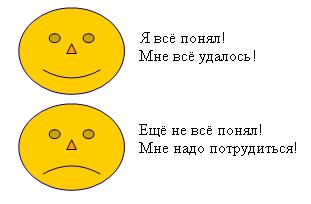 Я всё понял!
Мне всё удалось!
Ещё не всё понял!
Мне надо потрудиться!